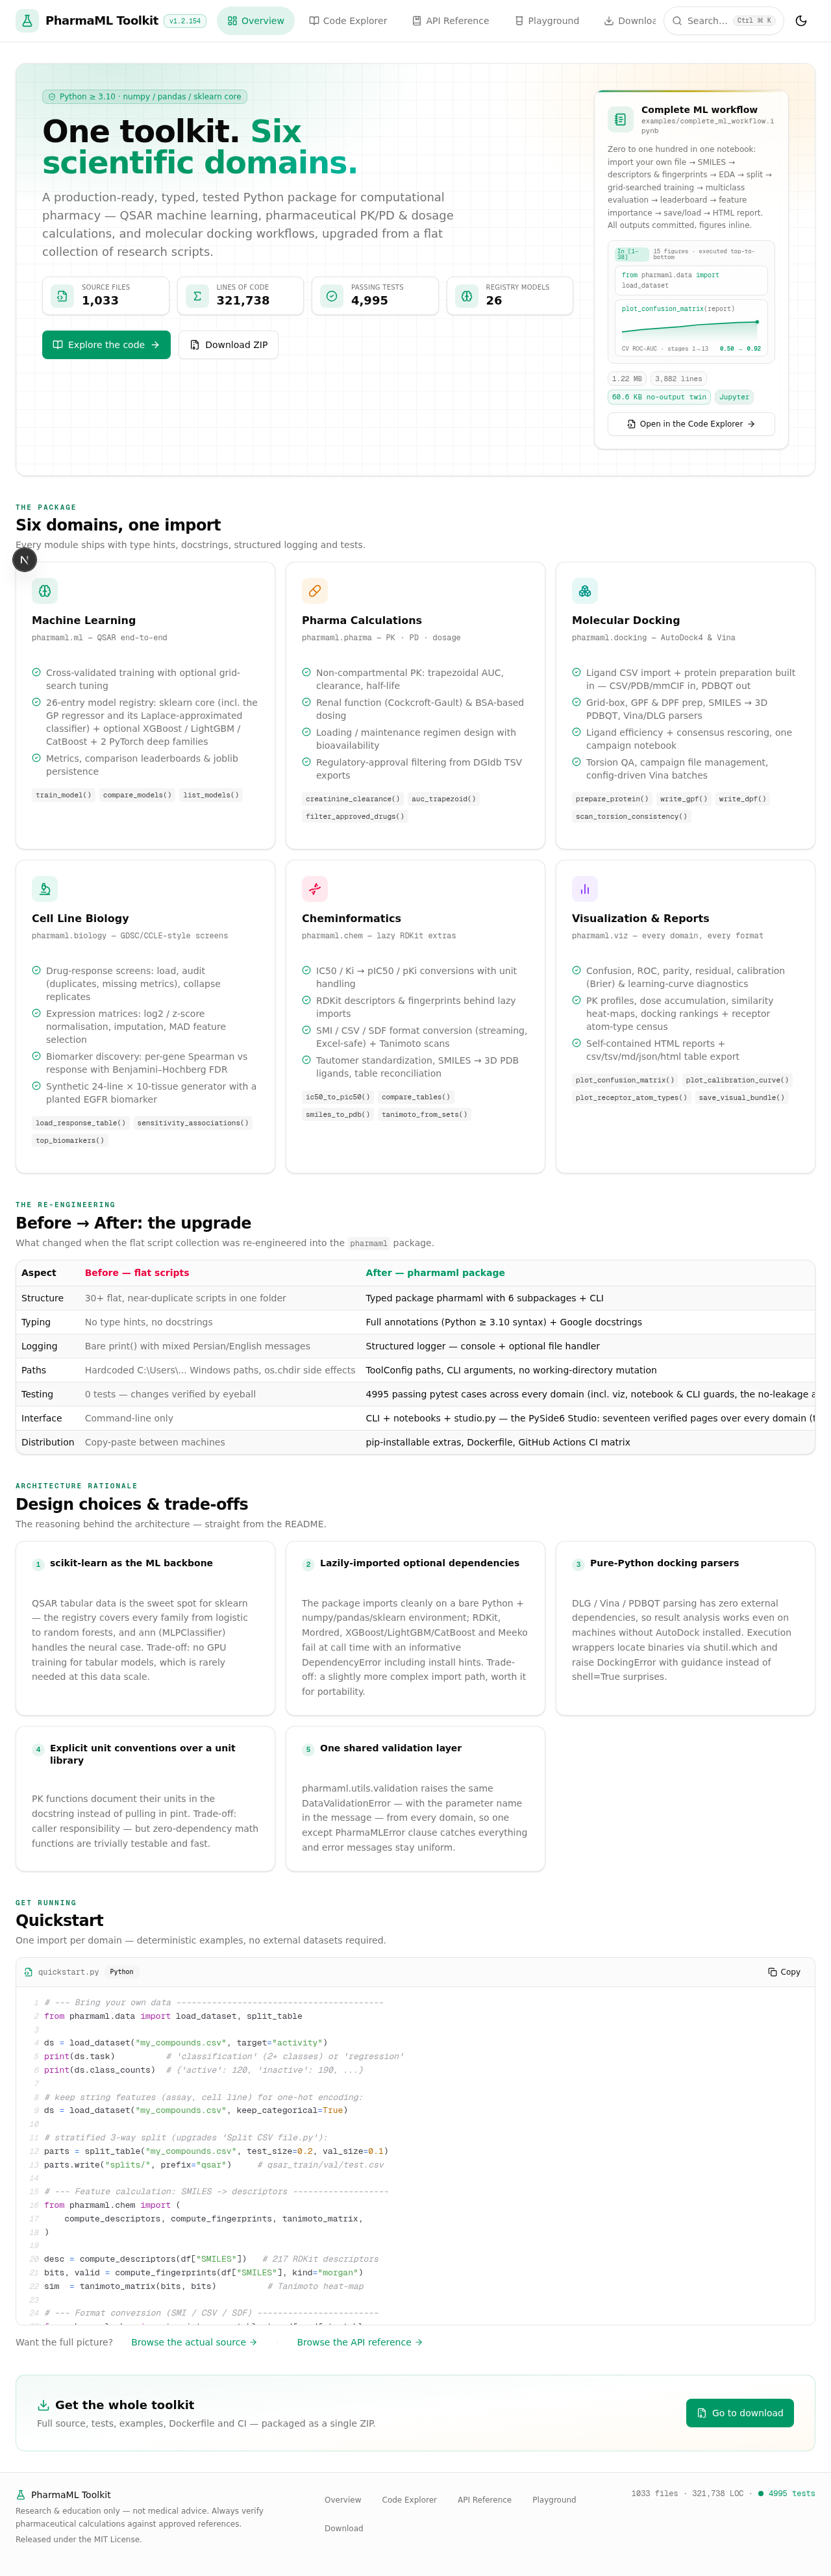 PharmaML Toolkit v1.2.154 Overview Code Explorer API Reference Playground Downloa Search... Ctrl ⌘ K
Python ≥ 3.10 · numpy / pandas / sklearn core
One toolkit. Six
scientific domains.
A production-ready, typed, tested Python package for computational
pharmacy — QSAR machine learning, pharmaceutical PK/PD & dosage
calculations, and molecular docking workflows, upgraded from a flat
collection of research scripts.
SOURCE FILES
1,033
LINES OF CODE
321,738
PASSING TESTS
4,995
REGISTRY MODELS
26
Explore the code →
Download ZIP
Complete ML workflow
examples/complete_ml_workflow.i
pynb
Zero to one hundred in one notebook:
import your own file → SMILES →
descriptors & fingerprints → EDA → split →
grid-searched training → multiclass
evaluation → leaderboard → feature
importance → save/load → HTML report.
All outputs committed, figures inline.
In [1–
38]
15 figures · executed top-to-
bottom
from pharmaml.data import
load_dataset
plot_confusion_matrix(report)
CV ROC-AUC · stages 1–13 0.50 → 0.92
1.22 MB 3,882 lines
60.6 KB no-output twin Jupyter
Open in the Code Explorer →
THE PACKAGE
Six domains, one import
Every module ships with type hints, docstrings, structured logging and tests.
N
Machine Learning
pharmaml.ml — QSAR end-to-end
Cross-validated training with optional grid-
search tuning
26-entry model registry: sklearn core (incl. the
GP regressor and its Laplace-approximated
classifier) + optional XGBoost / LightGBM /
CatBoost + 2 PyTorch deep families
Metrics, comparison leaderboards & joblib
persistence
train_model() compare_models() list_models()
Pharma Calculations
pharmaml.pharma — PK · PD · dosage
Non-compartmental PK: trapezoidal AUC,
clearance, half-life
Renal function (Cockcroft-Gault) & BSA-based
dosing
Loading / maintenance regimen design with
bioavailability
Regulatory-approval filtering from DGIdb TSV
exports
creatinine_clearance() auc_trapezoid()
filter_approved_drugs()
Molecular Docking
pharmaml.docking — AutoDock4 & Vina
Ligand CSV import + protein preparation built
in — CSV/PDB/mmCIF in, PDBQT out
Grid-box, GPF & DPF prep, SMILES → 3D
PDBQT, Vina/DLG parsers
Ligand efficiency + consensus rescoring, one
campaign notebook
Torsion QA, campaign file management,
config-driven Vina batches
prepare_protein() write_gpf() write_dpf()
scan_torsion_consistency()
Cell Line Biology
pharmaml.biology — GDSC/CCLE-style screens
Drug-response screens: load, audit
(duplicates, missing metrics), collapse
replicates
Expression matrices: log2 / z-score
normalisation, imputation, MAD feature
selection
Biomarker discovery: per-gene Spearman vs
response with Benjamini–Hochberg FDR
Synthetic 24-line × 10-tissue generator with a
planted EGFR biomarker
load_response_table() sensitivity_associations()
top_biomarkers()
Cheminformatics
pharmaml.chem — lazy RDKit extras
IC50 / Ki → pIC50 / pKi conversions with unit
handling
RDKit descriptors & fingerprints behind lazy
imports
SMI / CSV / SDF format conversion (streaming,
Excel-safe) + Tanimoto scans
Tautomer standardization, SMILES → 3D PDB
ligands, table reconciliation
ic50_to_pic50() compare_tables()
smiles_to_pdb() tanimoto_from_sets()
Visualization & Reports
pharmaml.viz — every domain, every format
Confusion, ROC, parity, residual, calibration
(Brier) & learning-curve diagnostics
PK profiles, dose accumulation, similarity
heat-maps, docking rankings + receptor
atom-type census
Self-contained HTML reports +
csv/tsv/md/json/html table export
plot_confusion_matrix() plot_calibration_curve()
plot_receptor_atom_types() save_visual_bundle()
THE RE-ENGINEERING
Before → After: the upgrade
What changed when the flat script collection was re-engineered into the pharmaml package.
Aspect Before — flat scripts After — pharmaml package
Structure 30+ flat, near-duplicate scripts in one folder Typed package pharmaml with 6 subpackages + CLI
Typing No type hints, no docstrings Full annotations (Python ≥ 3.10 syntax) + Google docstrings
Logging Bare print() with mixed Persian/English messages Structured logger — console + optional file handler
Paths Hardcoded C:\Users\... Windows paths, os.chdir side effects ToolConfig paths, CLI arguments, no working-directory mutation
Testing 0 tests — changes verified by eyeball 4995 passing pytest cases across every domain (incl. viz, notebook & CLI guards, the no-leakage a
Interface Command-line only CLI + notebooks + studio.py — the PySide6 Studio: seventeen verified pages over every domain (t
Distribution Copy-paste between machines pip-installable extras, Dockerfile, GitHub Actions CI matrix
ARCHITECTURE RATIONALE
Design choices & trade-offs
The reasoning behind the architecture — straight from the README.
1 scikit-learn as the ML backbone
QSAR tabular data is the sweet spot for sklearn
— the registry covers every family from logistic
to random forests, and ann (MLPClassifier)
handles the neural case. Trade-off: no GPU
training for tabular models, which is rarely
needed at this data scale.
2 Lazily-imported optional dependencies
The package imports cleanly on a bare Python +
numpy/pandas/sklearn environment; RDKit,
Mordred, XGBoost/LightGBM/CatBoost and Meeko
fail at call time with an informative
DependencyError including install hints. Trade-
off: a slightly more complex import path, worth it
for portability.
3 Pure-Python docking parsers
DLG / Vina / PDBQT parsing has zero external
dependencies, so result analysis works even on
machines without AutoDock installed. Execution
wrappers locate binaries via shutil.which and
raise DockingError with guidance instead of
shell=True surprises.
4 Explicit unit conventions over a unit
library
PK functions document their units in the
docstring instead of pulling in pint. Trade-off:
caller responsibility — but zero-dependency math
functions are trivially testable and fast.
5 One shared validation layer
pharmaml.utils.validation raises the same
DataValidationError — with the parameter name
in the message — from every domain, so one
except PharmaMLError clause catches everything
and error messages stay uniform.
GET RUNNING
Quickstart
One import per domain — deterministic examples, no external datasets required.
quickstart.py Python Copy
1 # --- Bring your own data -----------------------------------------
2 from pharmaml.data import load_dataset, split_table
3
4 ds = load_dataset("my_compounds.csv", target="activity")
5 print(ds.task) # 'classification' (2+ classes) or 'regression'
6 print(ds.class_counts) # {'active': 120, 'inactive': 190, ...}
7
8 # keep string features (assay, cell line) for one-hot encoding:
9 ds = load_dataset("my_compounds.csv", keep_categorical=True)
10
11 # stratified 3-way split (upgrades 'Split CSV file.py'):
12 parts = split_table("my_compounds.csv", test_size=0.2, val_size=0.1)
13 parts.write("splits/", prefix="qsar") # qsar_train/val/test.csv
14
15 # --- Feature calculation: SMILES -> descriptors -------------------
16 from pharmaml.chem import (
17 compute_descriptors, compute_fingerprints, tanimoto_matrix,
18 )
19
20 desc = compute_descriptors(df["SMILES"]) # 217 RDKit descriptors
21 bits, valid = compute_fingerprints(df["SMILES"], kind="morgan")
22 sim = tanimoto_matrix(bits, bits) # Tanimoto heat-map
23
24 # --- Format conversion (SMI / CSV / SDF) ------------------------
Want the full picture? Browse the actual source → · Browse the API reference →
Get the whole toolkit
Full source, tests, examples, Dockerfile and CI — packaged as a single ZIP.
Go to download
PharmaML Toolkit
Research & education only — not medical advice. Always verify
pharmaceutical calculations against approved references.
Released under the MIT License.
Overview Code Explorer API Reference Playground
Download
1033 files · 321,738 LOC · ● 4995 tests